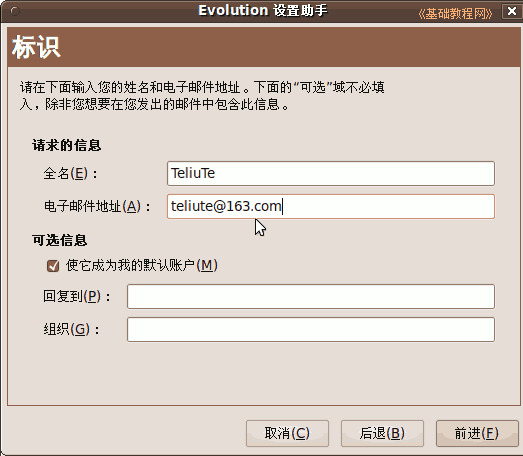 Evolution 设置助手
《基础教程网》
标识
请在下面输入您的姓名和电子邮件地址。下面的“可选”域不必填
入，除非您想要在您发出的邮件中包含此信息。
请求的信息
全名(E)： TeliuTe
电子邮件地址(A)： teliute@163.com
可选信息
使它成为我的默认账户(M)
回复到(P)：
组织(G)：
取消(C) 后退(B) 前进(F)